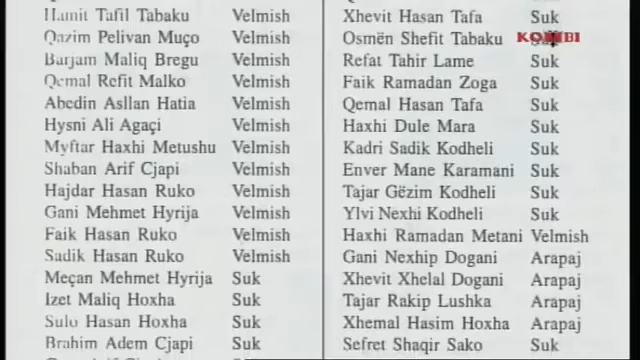 Hamit Tafil Tabaku Velmish
Qazim Pelivan Muço Velmish
Barjam Maliq Bregu Velmish
Qemal Refit Malko Velmish
Abedin Asllan Hatia Velmish
Hysni Ali Agaçi Velmish
Myftar Haxhi Metushu Velmish
Shaban Arif Cjapi Velmish
Hajdar Hasan Ruko Velmish
Gani Mehmet Hyrija Velmish
Faik Hasan Ruko Velmish
Sadik Hasan Ruko Velmish
Meçan Mehmet Hyrija Suk
Izet Maliq Hoxha Suk
Sulo Hasan Hoxha Suk
Brahim Adem Cjapi Suk
Xhevit Hasan Tafa Suk
Osmën Shefit Tabaku
KOMBI
Refat Tahir Lame Suk
Faik Ramadan Zoga Suk
Qemal Hasan Tafa Suk
Haxhi Dule Mara Suk
Kadri Sadik Kodheli Suk
Enver Mane Karamani Suk
Tajar Gëzim Kodheli Suk
Ylvi Nexhi Kodheli Suk
Haxhi Ramadan Metani Velmish
Gani Nexhip Dogani Arapaj
Xhevit Xhelal Dogani Arapaj
Tajar Rakip Lushka Arapaj
Xhemal Hasim Hoxha Arapaj
Sefret Shaqir Sako Suk